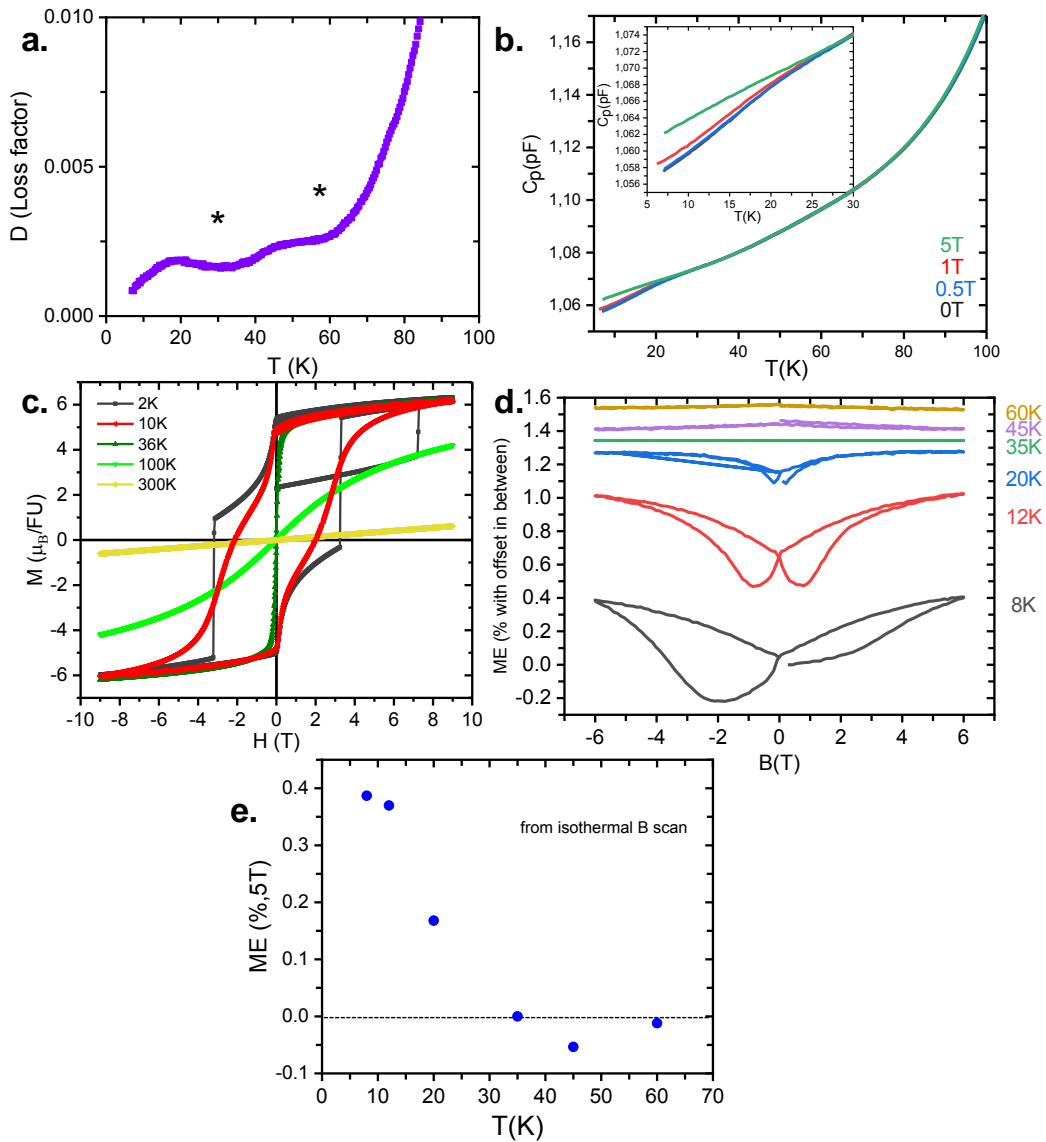 a.
D (Loss factor)
0.010
0.005
0.000
*
*
0 20 40 60 80 100
T (K)
b.
Cp(pF)
1,16
1,14
1,12
1,10
1,08
1,06
Cp(pF)
1,074
1,072
1,070
1,068
1,066
1,064
1,062
1,060
1,058
1,056
5 10 15 20 25 30
T(K)
5T
1T
0.5T
0T
20 40 60 80 100
T(K)
c.
M (μB/FU)
6
4
2
0
-2
-4
-6
2K
10K
36K
100K
300K
-10 -8 -6 -4 -2 0 2 4 6 8 10
H (T)
d.
ME (% with offset in between)
1.6
1.4
1.2
1.0
0.8
0.6
0.4
0.2
0.0
-0.2
60K
45K
35K
20K
12K
8K
-6 -4 -2 0 2 4 6
B(T)
e.
ME (%,5T)
0.4
0.3
0.2
0.1
0.0
-0.1
from isothermal B scan
0 10 20 30 40 50 60 70
T(K)